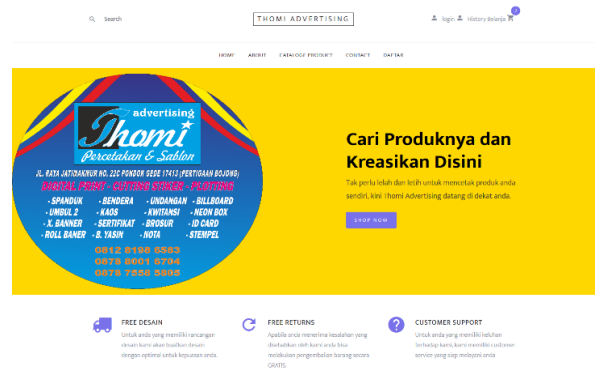 Search
THOMI ADVERTISING
login
History Belanja
HOME ABOUT CATALOGE PRODUCT CONTACT DAFTAR
advertising
Thomi
Percetakan & Sablon
JL. RAYA JATIMAKMUR NO. 22C PONDOK GEDE 17413 (PERTIGAAN BOJONG)
DIGITAL PRINT - CUTTING STIKER - PLOTTING
- SPANDUK - BENDERA - UNDANGAN - BILLBOARD
- UMBUL 2 - KAOS - KWITANSI - NEON BOX
- X. BANNER - SERTIFIKAT - BROSUR - ID CARD
- ROLL BANER - B. YASIN - NOTA - STEMPEL
0812 8198 6583
0878 8001 5704
0878 7556 5805
Cari Produknya dan
Kreasikan Disini
Tak perlu lelah dan letih untuk mencetak produk anda
sendiri, kini Thomi Advertising datang di dekat anda.
SHOP NOW
FREE DESAIN
Untuk anda yang memiliki rancangan
desain kami akan buatkan desain
dengan optimal untuk kepuasan anda.
FREE RETURNS
Apabila anda menerima kesalahan yang
disebabkan oleh kami anda bisa
melakukan pengembalian barang secara
GRATIS
CUSTOMER SUPPORT
Untuk anda yang memiliki keluhan
terhadap kami, kami memiliki customer
service yang siap melayani anda